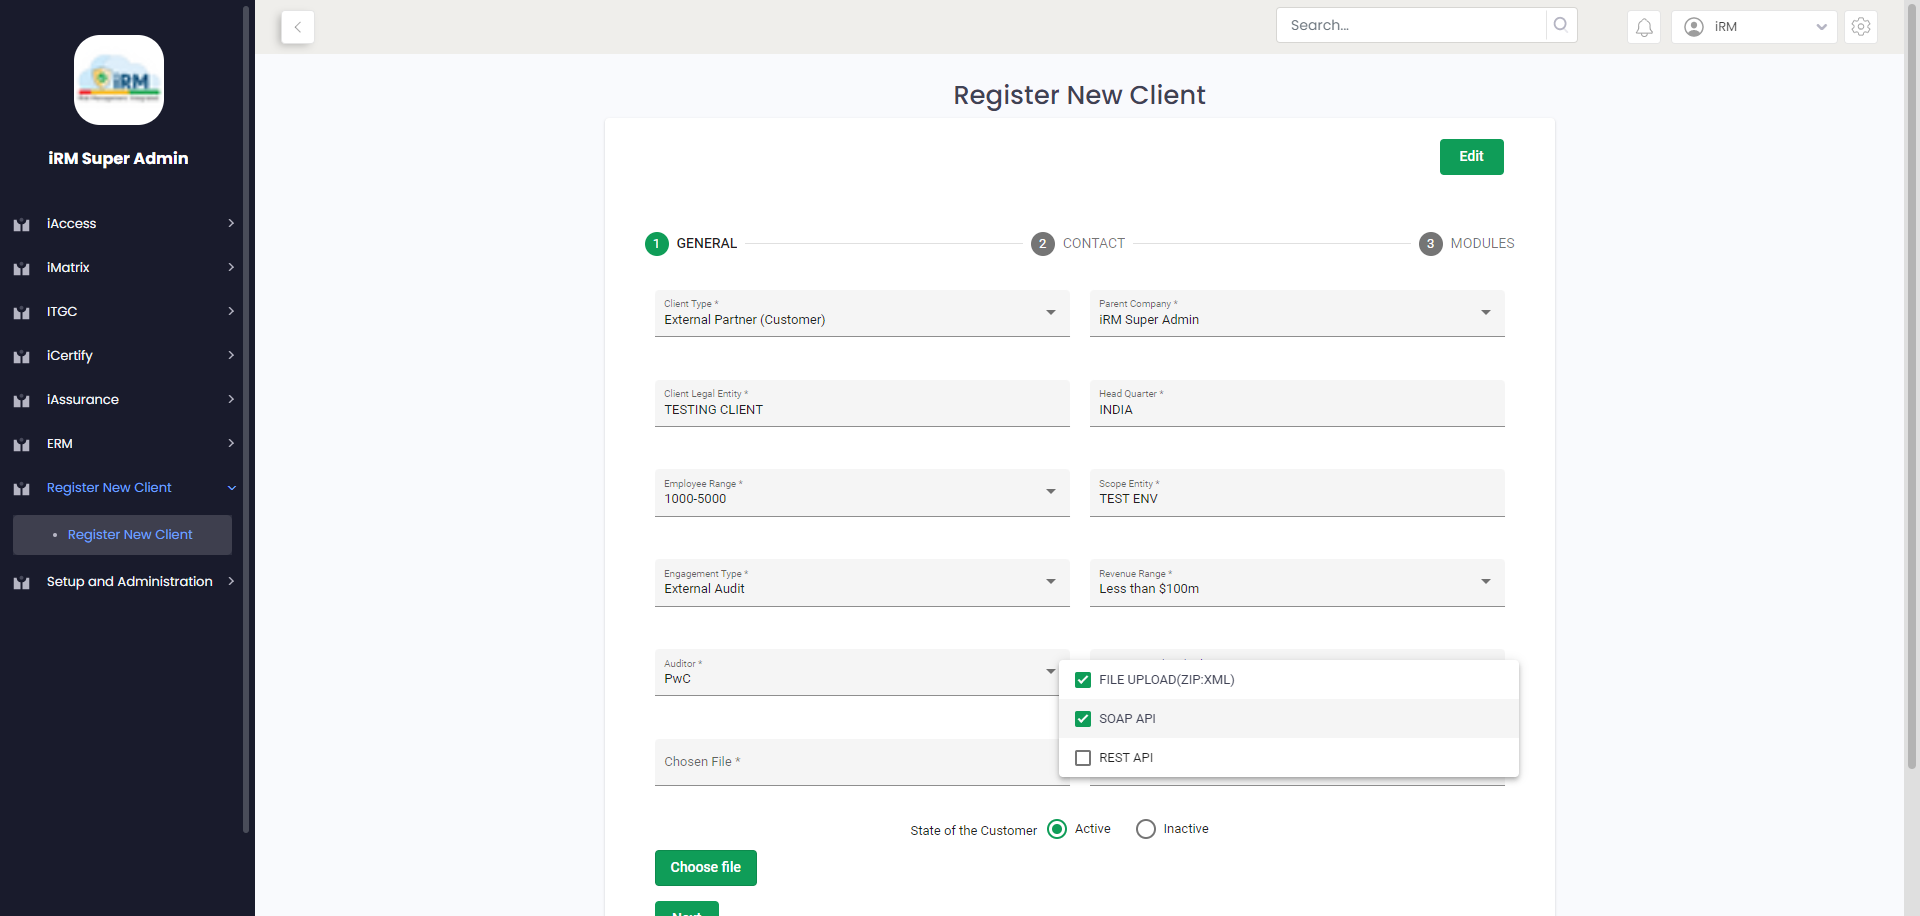 Search...
iRM
iRM
iRM Super Admin
iAccess
iMatrix
ITGC
iCertify
iAssurance
ERM
Register New Client
Register New Client
Setup and Administration
Register New Client
Edit
1 GENERAL
2 CONTACT
3 MODULES
Client Type *
External Partner (Customer)
Parent Company *
iRM Super Admin
Client Legal Entity *
TESTING CLIENT
Head Quarter *
INDIA
Employee Range *
1000-5000
Scope Entity *
TEST ENV
Engagement Type *
External Audit
Revenue Range *
Less than $100m
Auditor *
PwC
FILE UPLOAD(ZIP:XML)
SOAP API
REST API
Chosen File *
State of the Customer
Active
Inactive
Choose file
Next